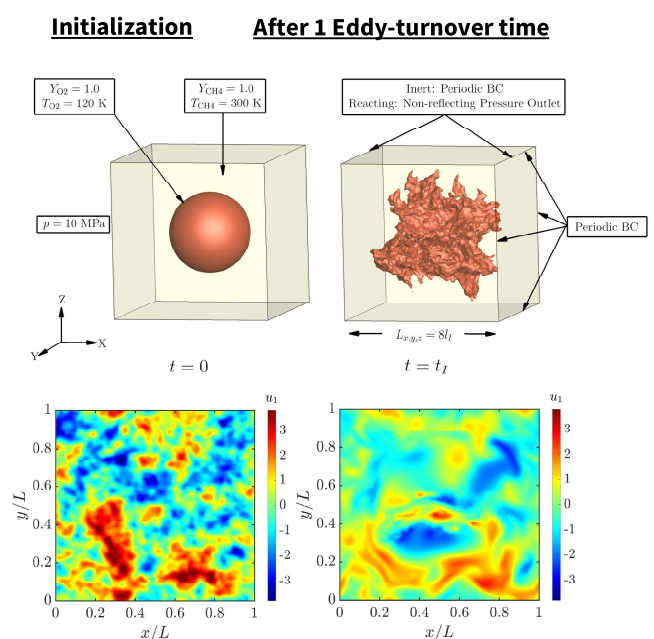 Initialization
After 1 Eddy-turnover time
Y_O2 = 1.0
T_O2 = 120 K
Y_CH4 = 1.0
T_CH4 = 300 K
Inert: Periodic BC
Reacting: Non-reflecting Pressure Outlet
p = 10 MPa
Periodic BC
Z
X
Y
L_{x,y,z} = 8l_I
t = 0
t = t_I
u_1
1
0.8
0.6
0.4
0.2
0
y/L
0 0.2 0.4 0.6 0.8 1
x/L
3
2
1
0
-1
-2
-3
u_1
1
0.8
0.6
0.4
0.2
0
y/L
0 0.2 0.4 0.6 0.8 1
x/L
3
2
1
0
-1
-2
-3